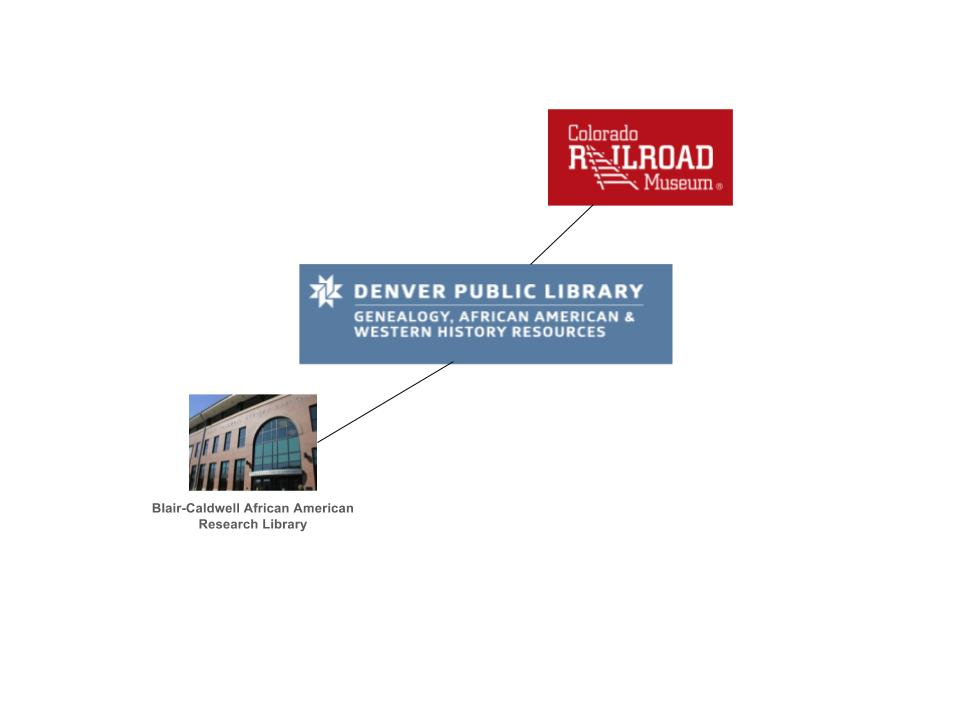 Colorado
RAILROAD
Museum ®
DENVER PUBLIC LIBRARY
GENEALOGY, AFRICAN AMERICAN &
WESTERN HISTORY RESOURCES
Blair-Caldwell African American
Research Library